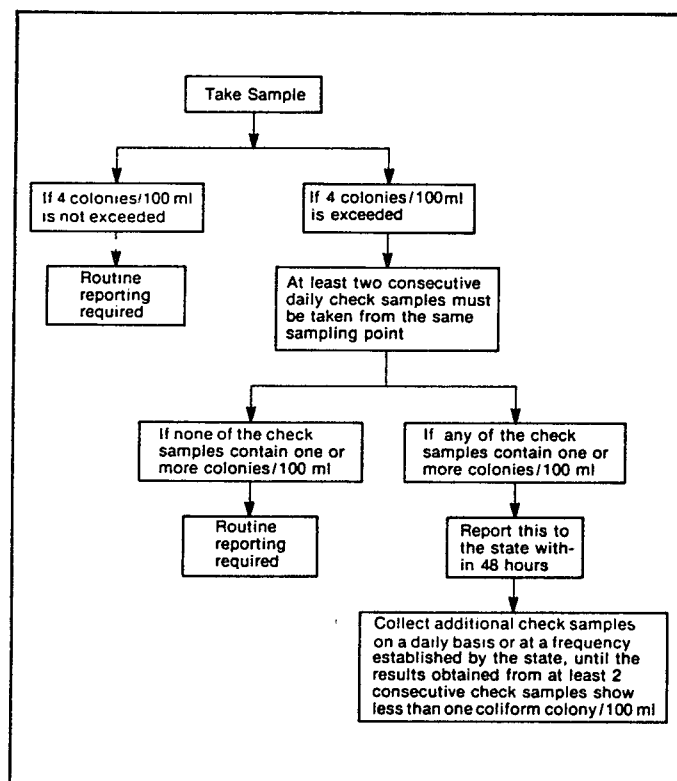 Take Sample
If 4 colonies/100 ml
is not exceeded
If 4 colonies/100 ml
is exceeded
Routine
reporting
required
At least two consecutive
daily check samples must
be taken from the same
sampling point
If none of the check
samples contain one or
more colonies/100 ml
If any of the check
samples contain one or
more colonies/100 ml
Routine
reporting
required
Report this to
the state with-
in 48 hours
Collect additional check samples
on a daily basis or at a frequency
established by the state, until the
results obtained from at least 2
consecutive check samples show
less than one coliform colony/100 ml